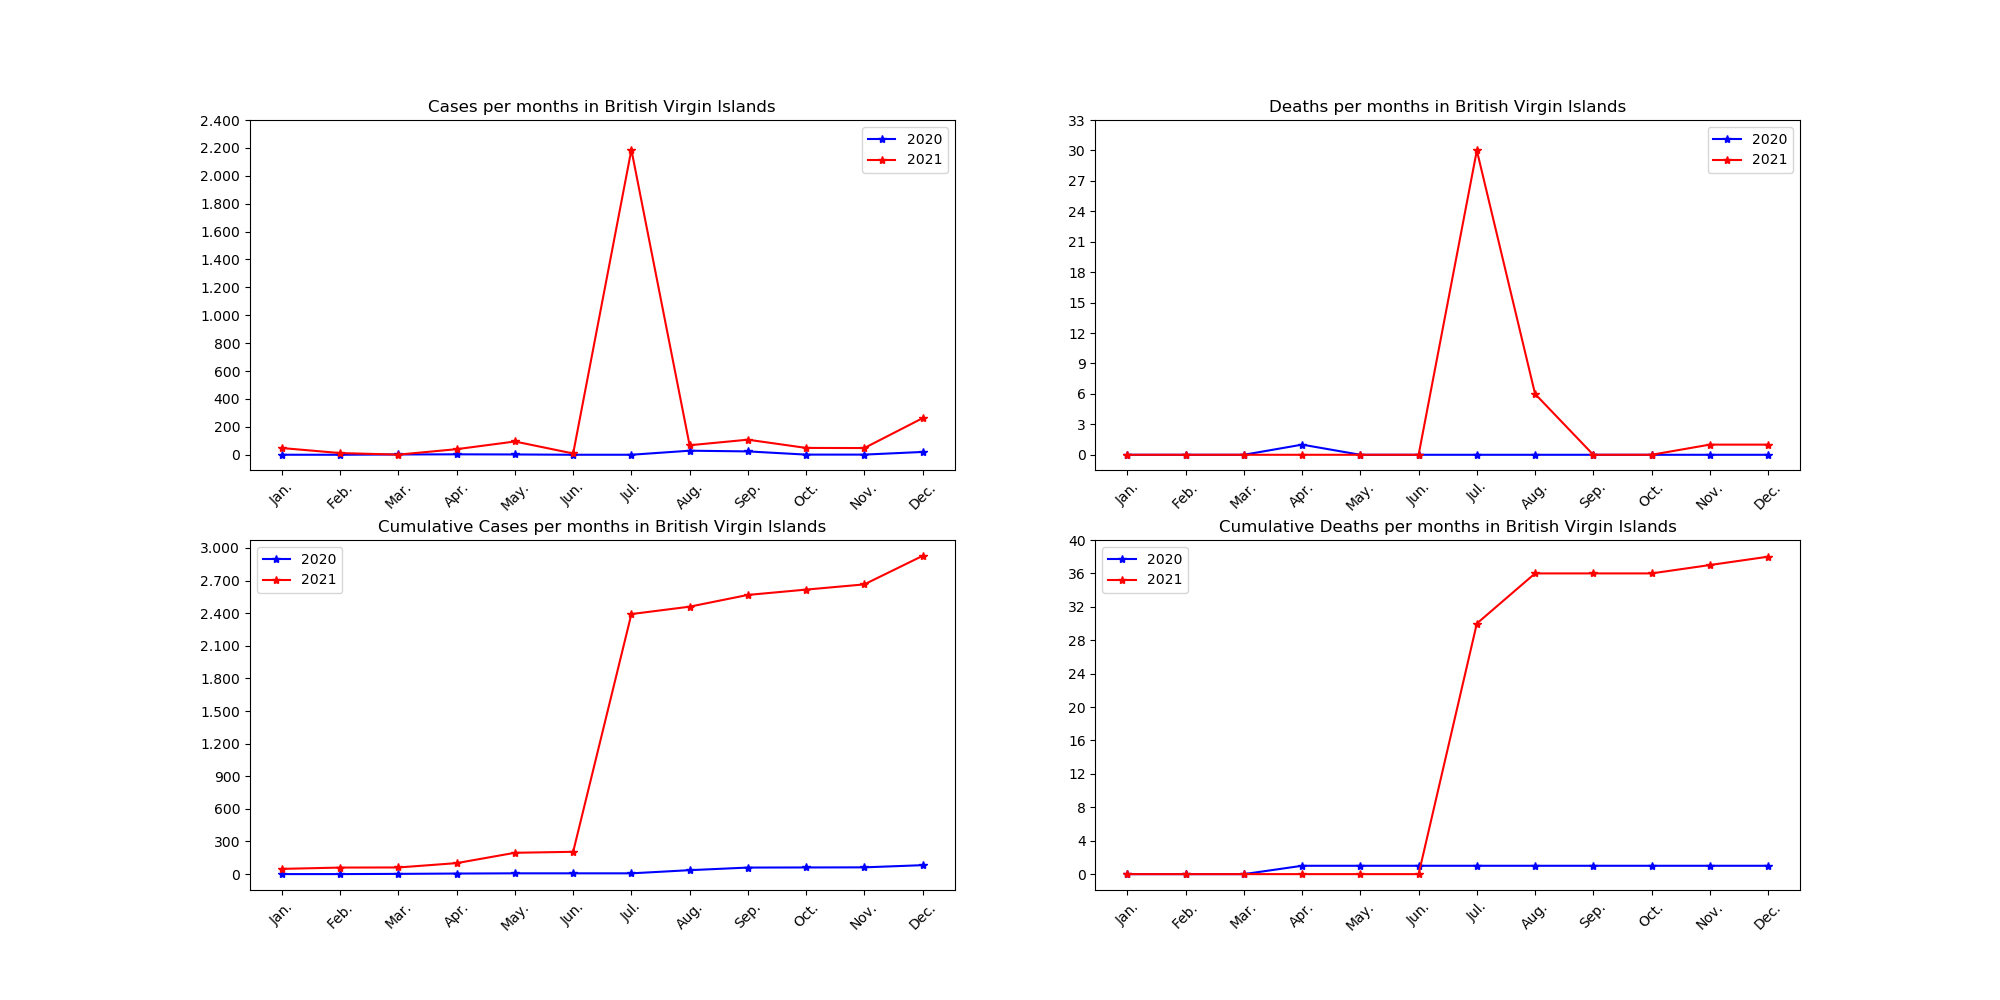 Cases per months in British Virgin Islands
2.400
2.200
2.000
1.800
1.600
1.400
1.200
1.000
800
600
400
200
0
2020
2021
Jan.
Feb.
Mar.
Apr.
May.
Jun.
Jul.
Aug.
Sep.
Oct.
Nov.
Dec.
Deaths per months in British Virgin Islands
33
30
27
24
21
18
15
12
9
6
3
0
2020
2021
Jan.
Feb.
Mar.
Apr.
May.
Jun.
Jul.
Aug.
Sep.
Oct.
Nov.
Dec.
Cumulative Cases per months in British Virgin Islands
3.000
2.700
2.400
2.100
1.800
1.500
1.200
900
600
300
0
2020
2021
Jan.
Feb.
Mar.
Apr.
May.
Jun.
Jul.
Aug.
Sep.
Oct.
Nov.
Dec.
Cumulative Deaths per months in British Virgin Islands
40
36
32
28
24
20
16
12
8
4
0
2020
2021
Jan.
Feb.
Mar.
Apr.
May.
Jun.
Jul.
Aug.
Sep.
Oct.
Nov.
Dec.